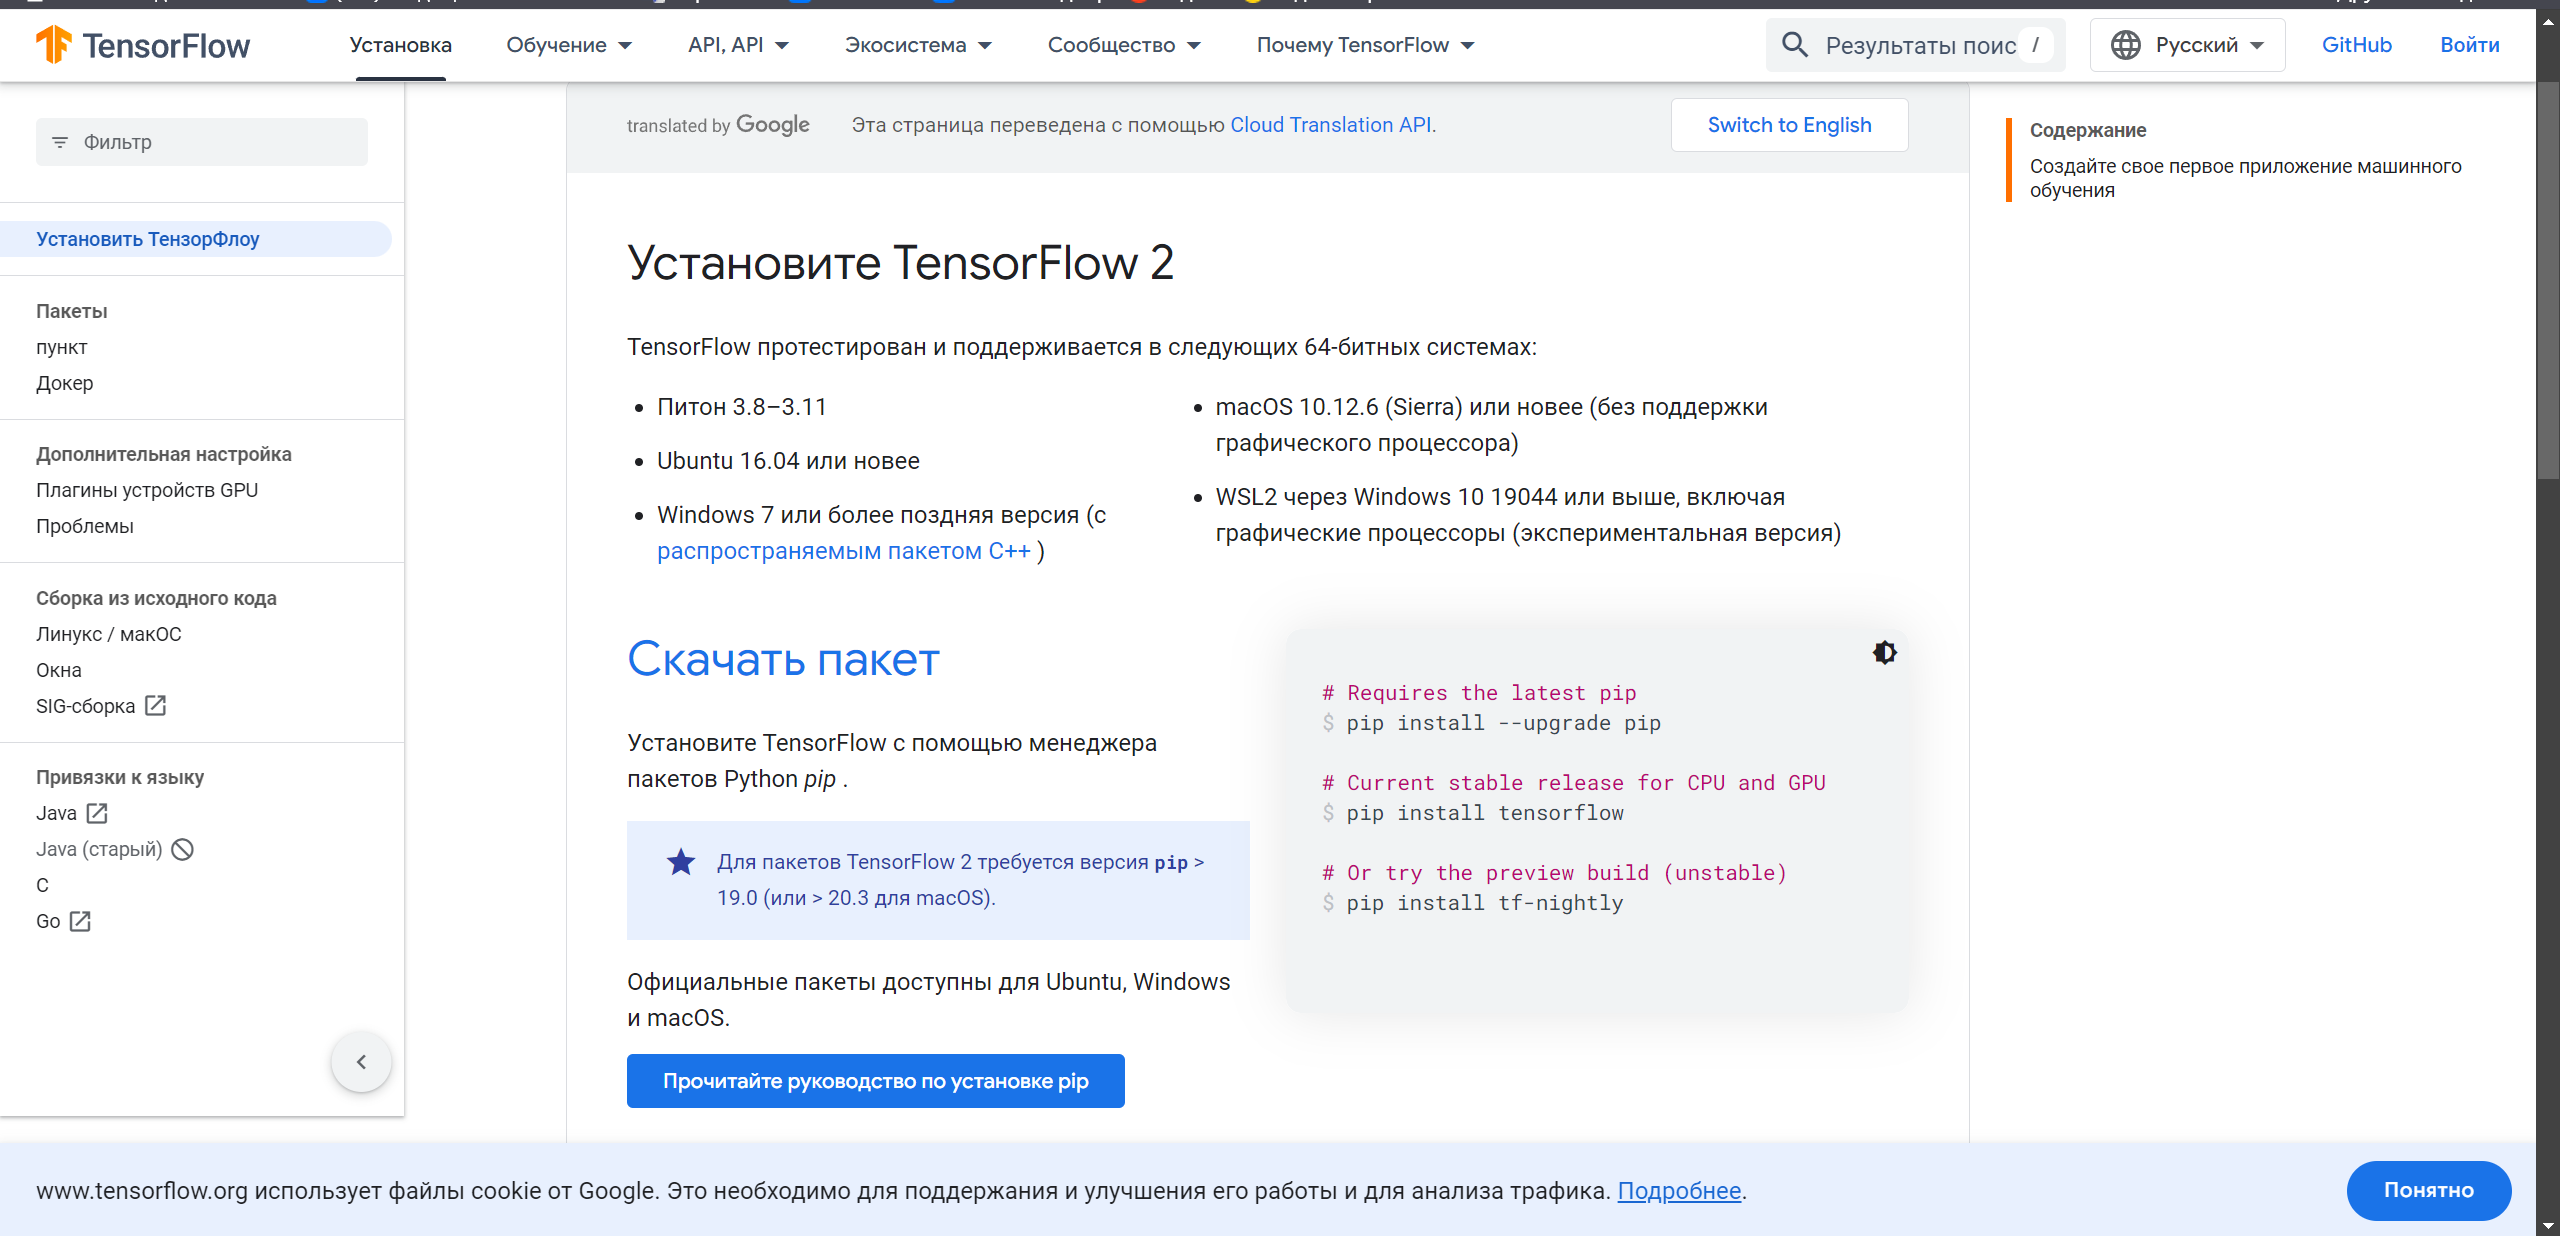 TensorFlow
Установка
Обучение
API, API
Экосистема
Сообщество
Почему TensorFlow
Результаты поис
/
Русский
GitHub
Войти
Фильтр
Установить ТензорФлоу
Пакеты
пункт
Докер
Дополнительная настройка
Плагины устройств GPU
Проблемы
Сборка из исходного кода
Линукс / макОС
Окна
SIG-сборка
Привязки к языку
Java
Java (старый)
C
Go
translated by Google
Эта страница переведена с помощью Cloud Translation API.
Switch to English
Установите TensorFlow 2
TensorFlow протестирован и поддерживается в следующих 64-битных системах:
• Питон 3.8–3.11
• Ubuntu 16.04 или новее
• Windows 7 или более поздняя версия (с
распространяемым пакетом C++ )
• macOS 10.12.6 (Sierra) или новее (без поддержки
графического процессора)
• WSL2 через Windows 10 19044 или выше, включая
графические процессоры (экспериментальная версия)
Скачать пакет
Установите TensorFlow с помощью менеджера
пакетов Python pip .
Для пакетов TensorFlow 2 требуется версия pip >
19.0 (или > 20.3 для macOS).
Официальные пакеты доступны для Ubuntu, Windows
и macOS.
Прочитайте руководство по установке pip
# Requires the latest pip
$ pip install --upgrade pip
# Current stable release for CPU and GPU
$ pip install tensorflow
# Or try the preview build (unstable)
$ pip install tf-nightly
Содержание
Создайте свое первое приложение машинного
обучения
www.tensorflow.org использует файлы cookie от Google. Это необходимо для поддержания и улучшения его работы и для анализа трафика. Подробнее.
Понятно